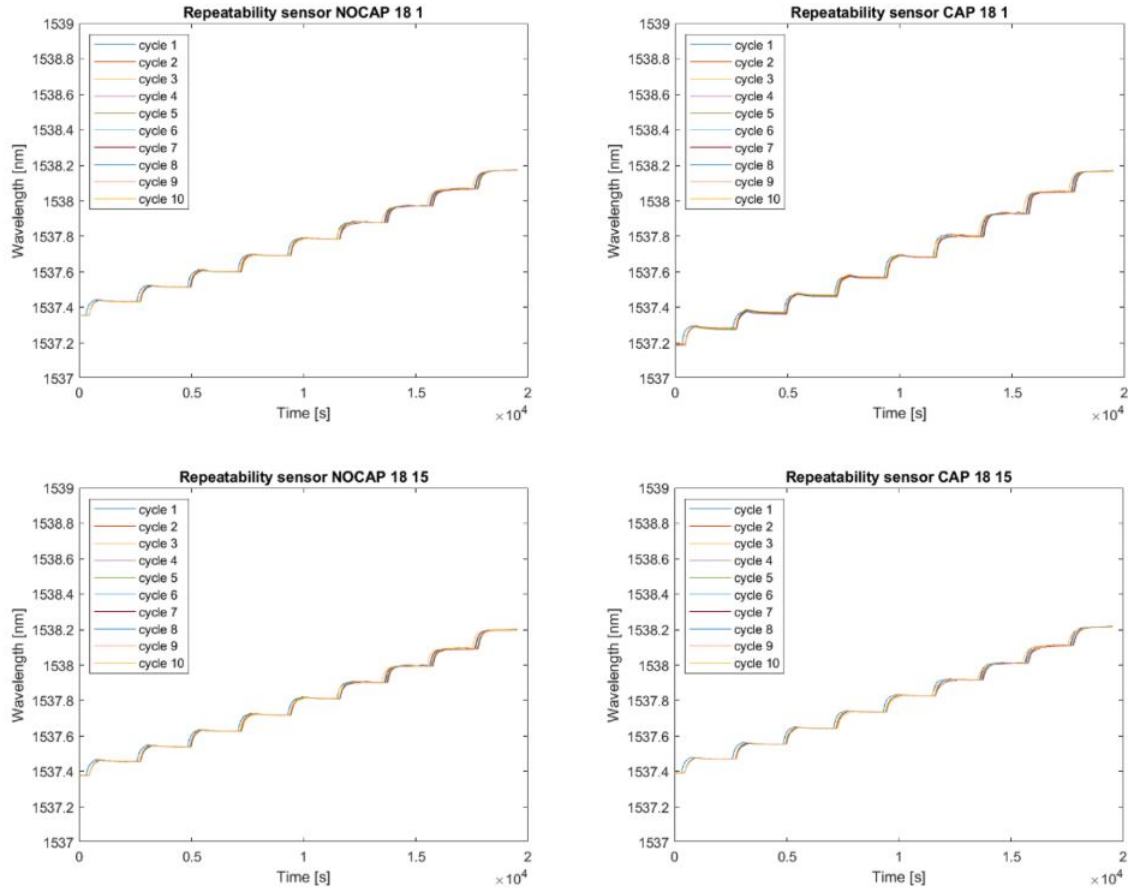 Repeatability sensor NOCAP 18 1
1539
1538.8
1538.6
1538.4
1538.2
1538
1537.8
1537.6
1537.4
1537.2
1537
Wavelength [nm]
cycle 1
cycle 2
cycle 3
cycle 4
cycle 5
cycle 6
cycle 7
cycle 8
cycle 9
cycle 10
0 0.5 1 1.5 2
Time [s]
×10⁴
Repeatability sensor CAP 18 1
1539
1538.8
1538.6
1538.4
1538.2
1538
1537.8
1537.6
1537.4
1537.2
1537
Wavelength [nm]
cycle 1
cycle 2
cycle 3
cycle 4
cycle 5
cycle 6
cycle 7
cycle 8
cycle 9
cycle 10
0 0.5 1 1.5 2
Time [s]
×10⁴
Repeatability sensor NOCAP 18 15
1539
1538.8
1538.6
1538.4
1538.2
1538
1537.8
1537.6
1537.4
1537.2
1537
Wavelength [nm]
cycle 1
cycle 2
cycle 3
cycle 4
cycle 5
cycle 6
cycle 7
cycle 8
cycle 9
cycle 10
0 0.5 1 1.5 2
Time [s]
×10⁴
Repeatability sensor CAP 18 15
1539
1538.8
1538.6
1538.4
1538.2
1538
1537.8
1537.6
1537.4
1537.2
1537
Wavelength [nm]
cycle 1
cycle 2
cycle 3
cycle 4
cycle 5
cycle 6
cycle 7
cycle 8
cycle 9
cycle 10
0 0.5 1 1.5 2
Time [s]
×10⁴